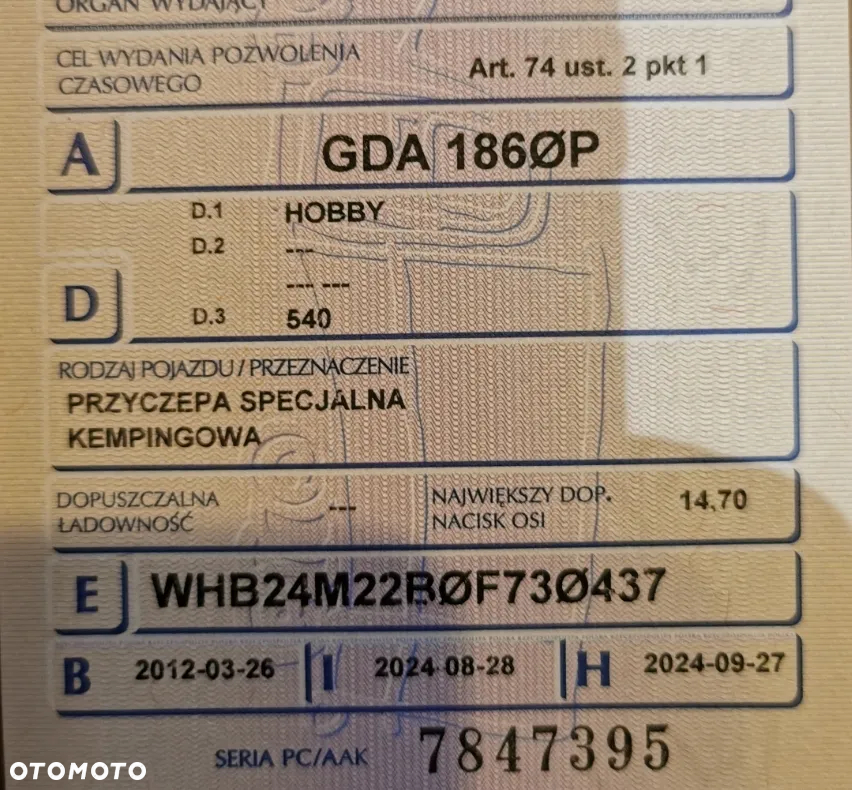 ORGAN WYDAJĄCY
CEL WYDANIA POZWOLENIA
CZASOWEGO
Art. 74 ust. 2 pkt 1
A GDA 186ØP
D.1 HOBBY
D.2 ---
--- ---
D
D.3 540
RODZAJ POJAZDU/PRZEZNACZENIE
PRZYCZEPA SPECJALNA
KEMPINGOWA
DOPUSZCZALNA
ŁADOWNOŚĆ
---
NAJWIĘKSZY DOP.
NACISK OSI
14,70
E WHB24M22RØF73Ø437
B 2012-03-26 I 2024-08-28 H 2024-09-27
SERIA PC/AAK 7847395
OTOMOTO